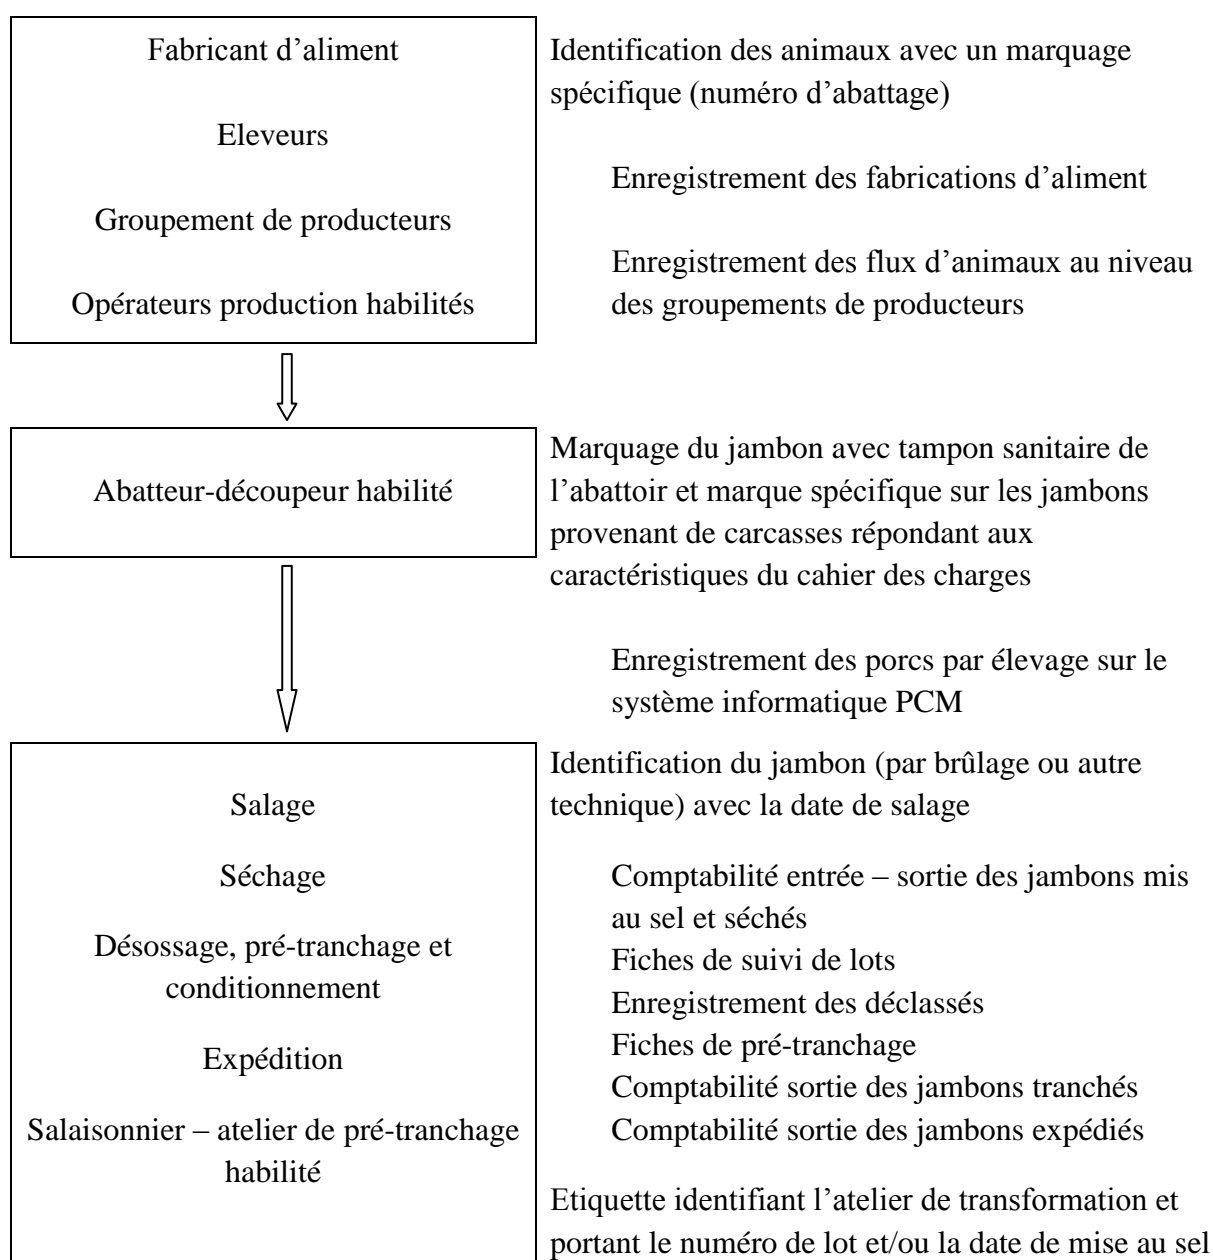 Fabricant d’aliment
Eleveurs
Groupement de producteurs
Opérateurs production habilités
Identification des animaux avec un marquage
spécifique (numéro d’abattage)
Enregistrement des fabrications d’aliment
Enregistrement des flux d’animaux au niveau
des groupements de producteurs
Abatteur-découpeur habilité
Marquage du jambon avec tampon sanitaire de
l’abattoir et marque spécifique sur les jambons
provenant de carcasses répondant aux
caractéristiques du cahier des charges
Enregistrement des porcs par élevage sur le
système informatique PCM
Salage
Séchage
Désossage, pré-tranchage et
conditionnement
Expédition
Salaisonnier – atelier de pré-tranchage
habilité
Identification du jambon (par brûlage ou autre
technique) avec la date de salage
Comptabilité entrée – sortie des jambons mis
au sel et séchés
Fiches de suivi de lots
Enregistrement des déclassés
Fiches de pré-tranchage
Comptabilité sortie des jambons tranchés
Comptabilité sortie des jambons expédiés
Etiquette identifiant l’atelier de transformation et
portant le numéro de lot et/ou la date de mise au sel